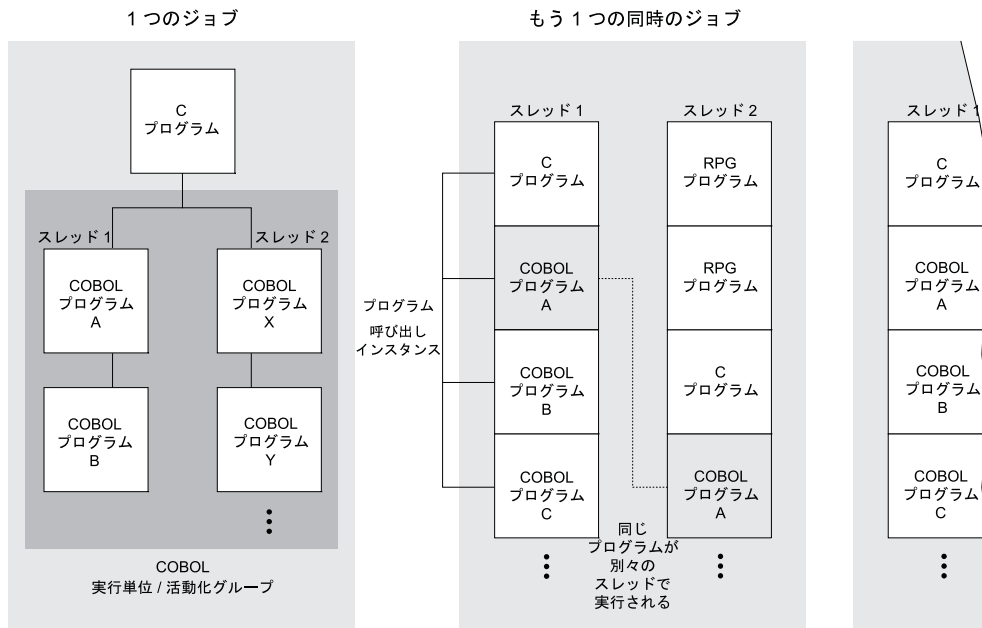 1つのジョブ
C
プログラム
スレッド1
スレッド2
COBOL
プログラム
A
COBOL
プログラム
X
COBOL
プログラム
B
COBOL
プログラム
Y
COBOL
実行単位 / 活動化グループ
もう1つの同時のジョブ
プログラム
呼び出し
インスタンス
スレッド1
C
プログラム
COBOL
プログラム
A
COBOL
プログラム
B
COBOL
プログラム
C
スレッド2
RPG
プログラム
RPG
プログラム
C
プログラム
COBOL
プログラム
A
同じ
プログラムが
別々の
スレッドで
実行される
スレッド1
C
プログラム
COBOL
プログラム
A
COBOL
プログラム
B
COBOL
プログラム
C